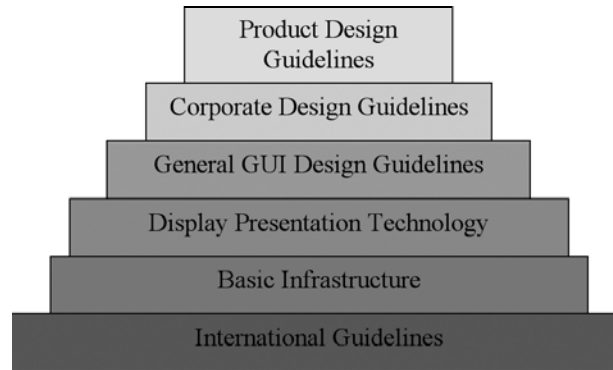 Product Design
Guidelines
Corporate Design Guidelines
General GUI Design Guidelines
Display Presentation Technology
Basic Infrastructure
International Guidelines